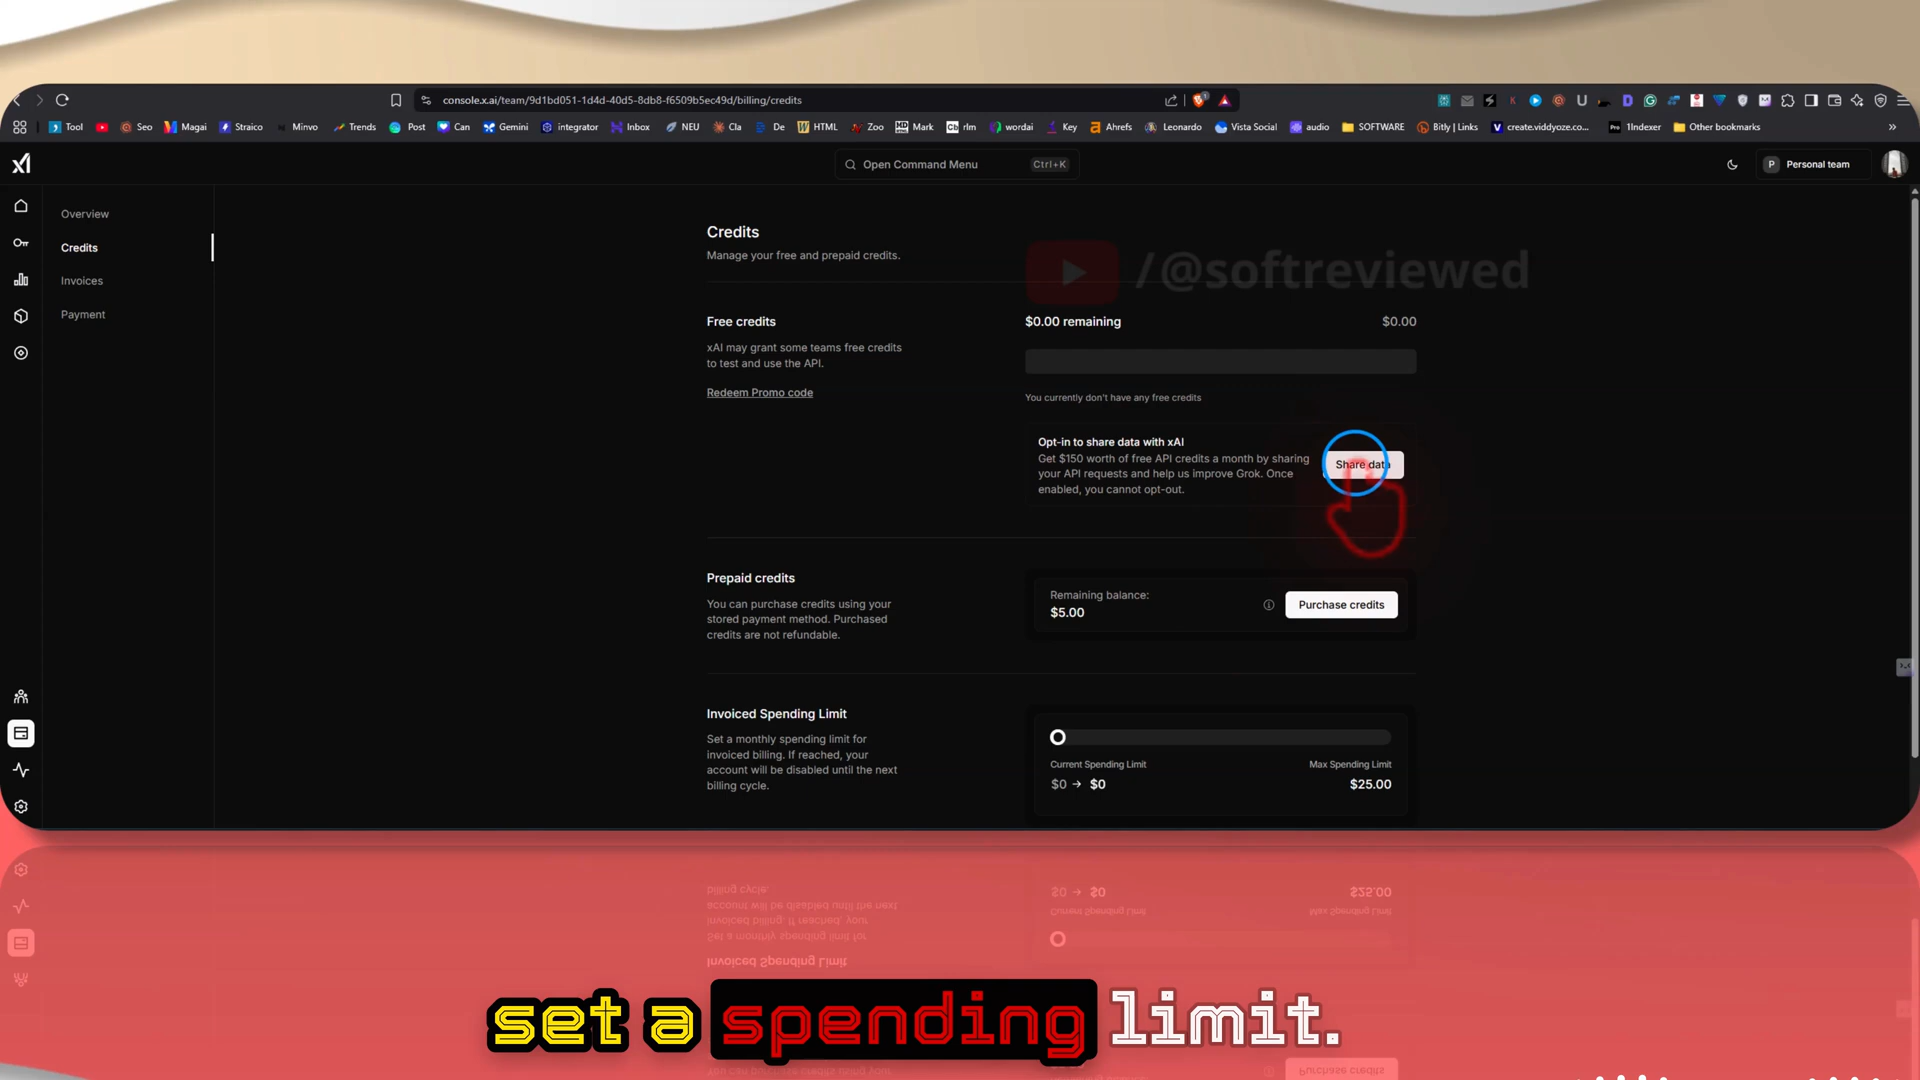 console.x.ai/team/9d1bd051-1d4d-40d5-8db8-f6509b5ec49d/billing/credits
Tool Seo Magai Straico Minvo Trends Post Can Gemini integrator Inbox NEU Cla De HTML Zoo Mark rlm wordai Key Ahrefs Leonardo Vista Social audio SOFTWARE Bitly | Links create.viddyoze.co... 1Indexer Other bookmarks
Open Command Menu Ctrl+K
P Personal team
Overview
Credits
Invoices
Payment
Credits
Manage your free and prepaid credits.
/@softreviewed
Free credits
xAI may grant some teams free credits
to test and use the API.
Redeem Promo code
$0.00 remaining $0.00
You currently don't have any free credits
Opt-in to share data with xAI
Get $150 worth of free API credits a month by sharing
your API requests and help us improve Grok. Once
enabled, you cannot opt-out.
Share data
Prepaid credits
You can purchase credits using your
stored payment method. Purchased
credits are not refundable.
Remaining balance:
$5.00
Purchase credits
Invoiced Spending Limit
Set a monthly spending limit for
invoiced billing. If reached, your
account will be disabled until the next
billing cycle.
Current Spending Limit Max Spending Limit
$0 → $0 $25.00
set a spending limit.